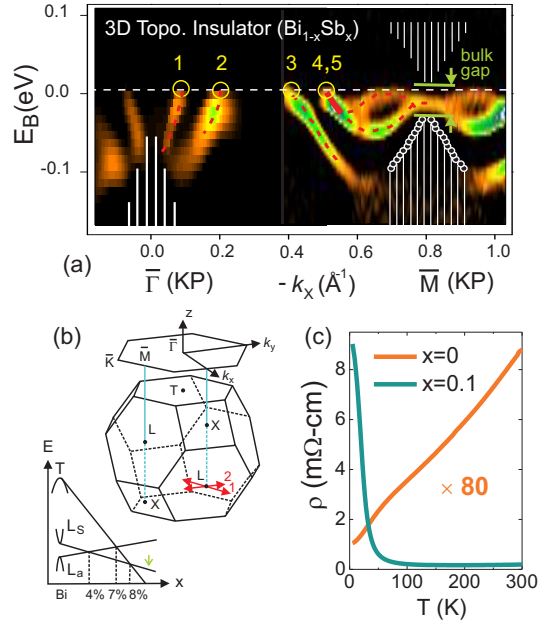 3D Topo. Insulator (Bi1-xSbx)
1 2 3 4,5
bulk
gap
EB(eV)
0.0
-0.1
0.0 0.2 0.4 0.6 0.8 1.0
(a) Γ̅ (KP) - kX (Å-1) M̅ (KP)
(b)
z
K̅ M̅ Γ̅ ky
kx
T
L X
L 2
X 1
E
T
LS
La
x
Bi 4% 7% 8%
(c)
x=0
x=0.1
× 80
ρ (mΩ-cm)
8
6
4
2
0
0 100 200 300
T (K)